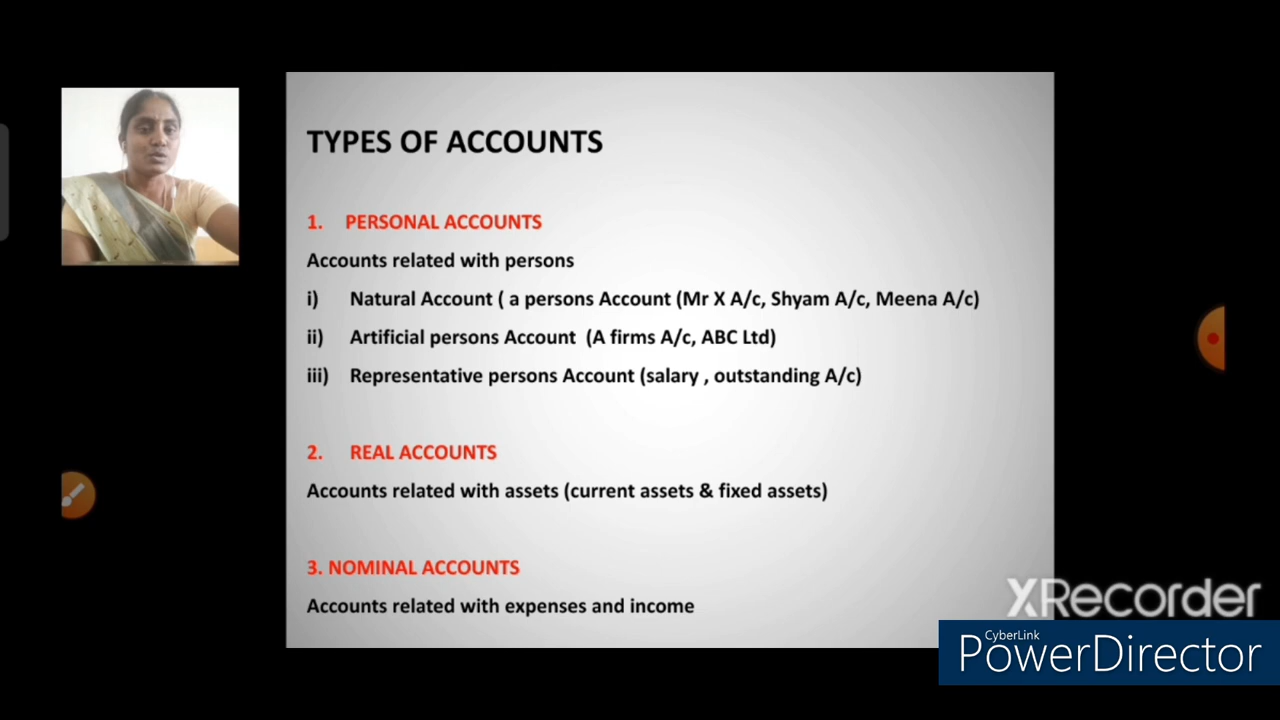 TYPES OF ACCOUNTS
1. PERSONAL ACCOUNTS
Accounts related with persons
i) Natural Account ( a persons Account (Mr X A/c, Shyam A/c, Meena A/c)
ii) Artificial persons Account (A firms A/c, ABC Ltd)
iii) Representative persons Account (salary , outstanding A/c)
2. REAL ACCOUNTS
Accounts related with assets (current assets & fixed assets)
3. NOMINAL ACCOUNTS
Accounts related with expenses and income
XRecorder
CyberLink
PowerDirector